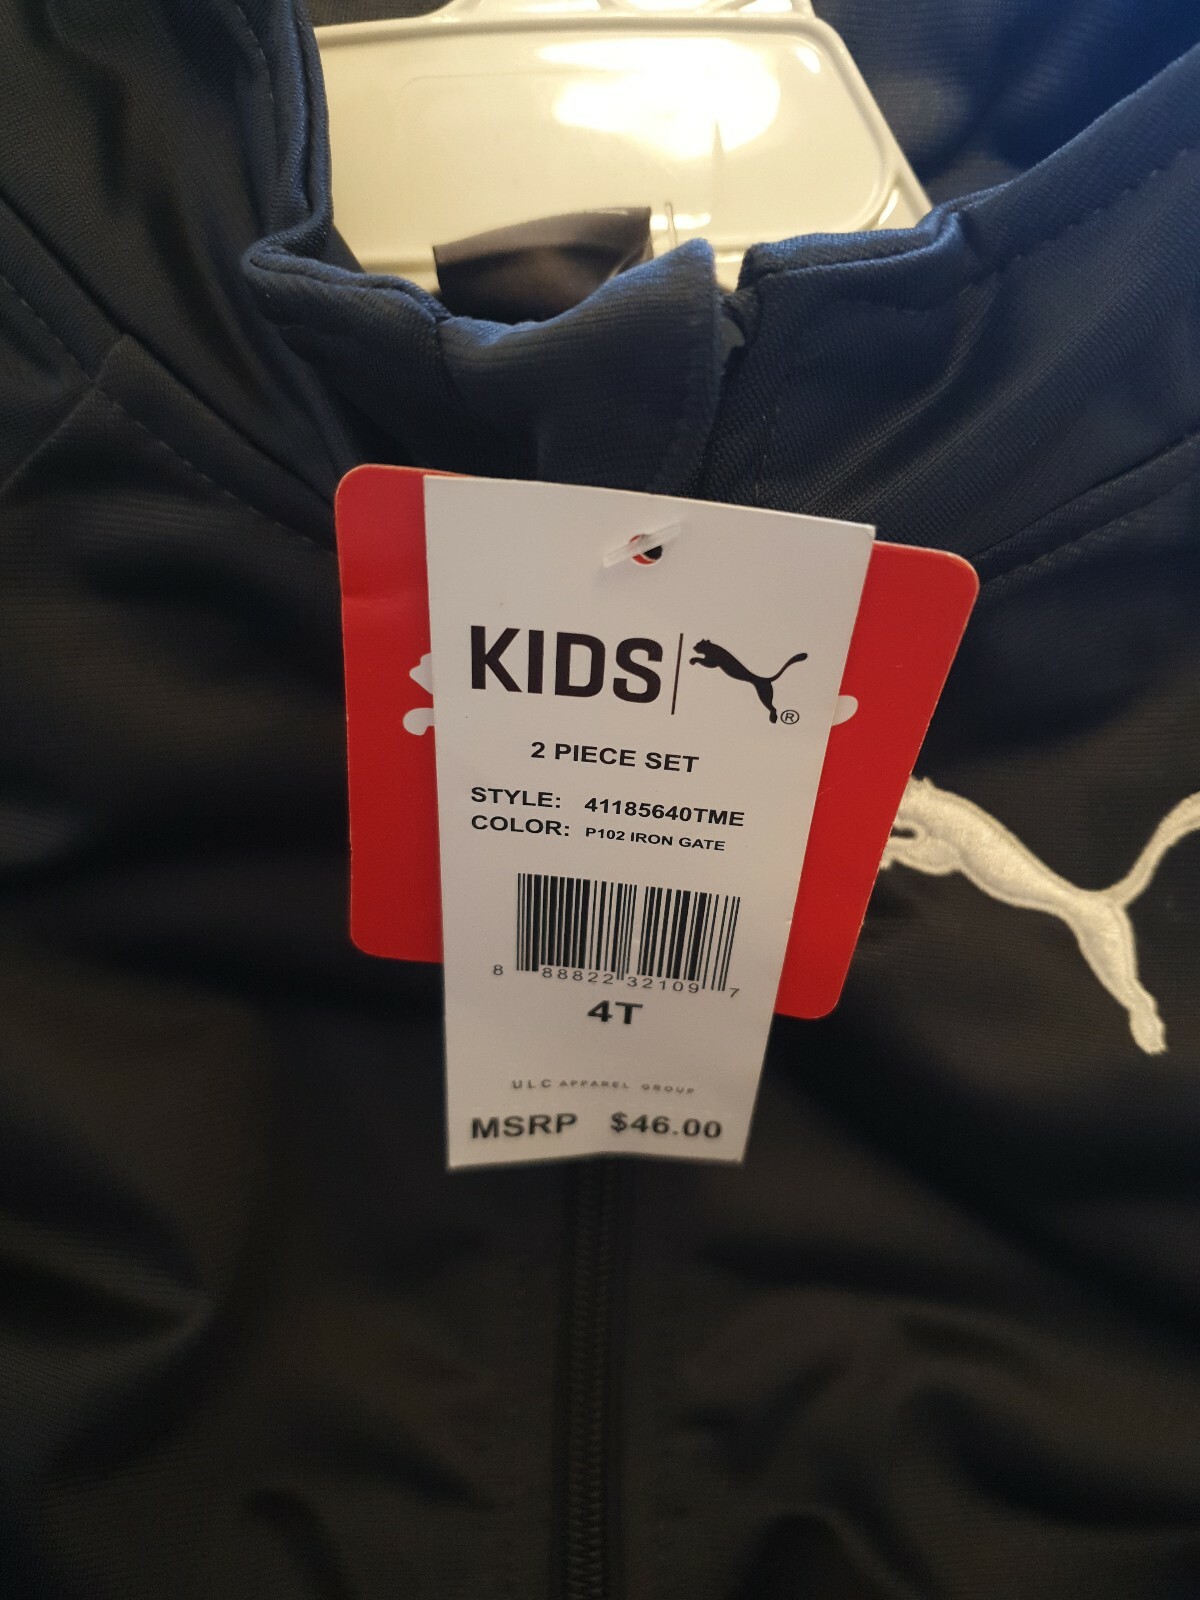 KIDS ®
2 PIECE SET
STYLE: 41185640TME
COLOR: P102 IRON GATE
8 88822 32109 7
4T
ULC APPAREL GROUP
MSRP $46.00